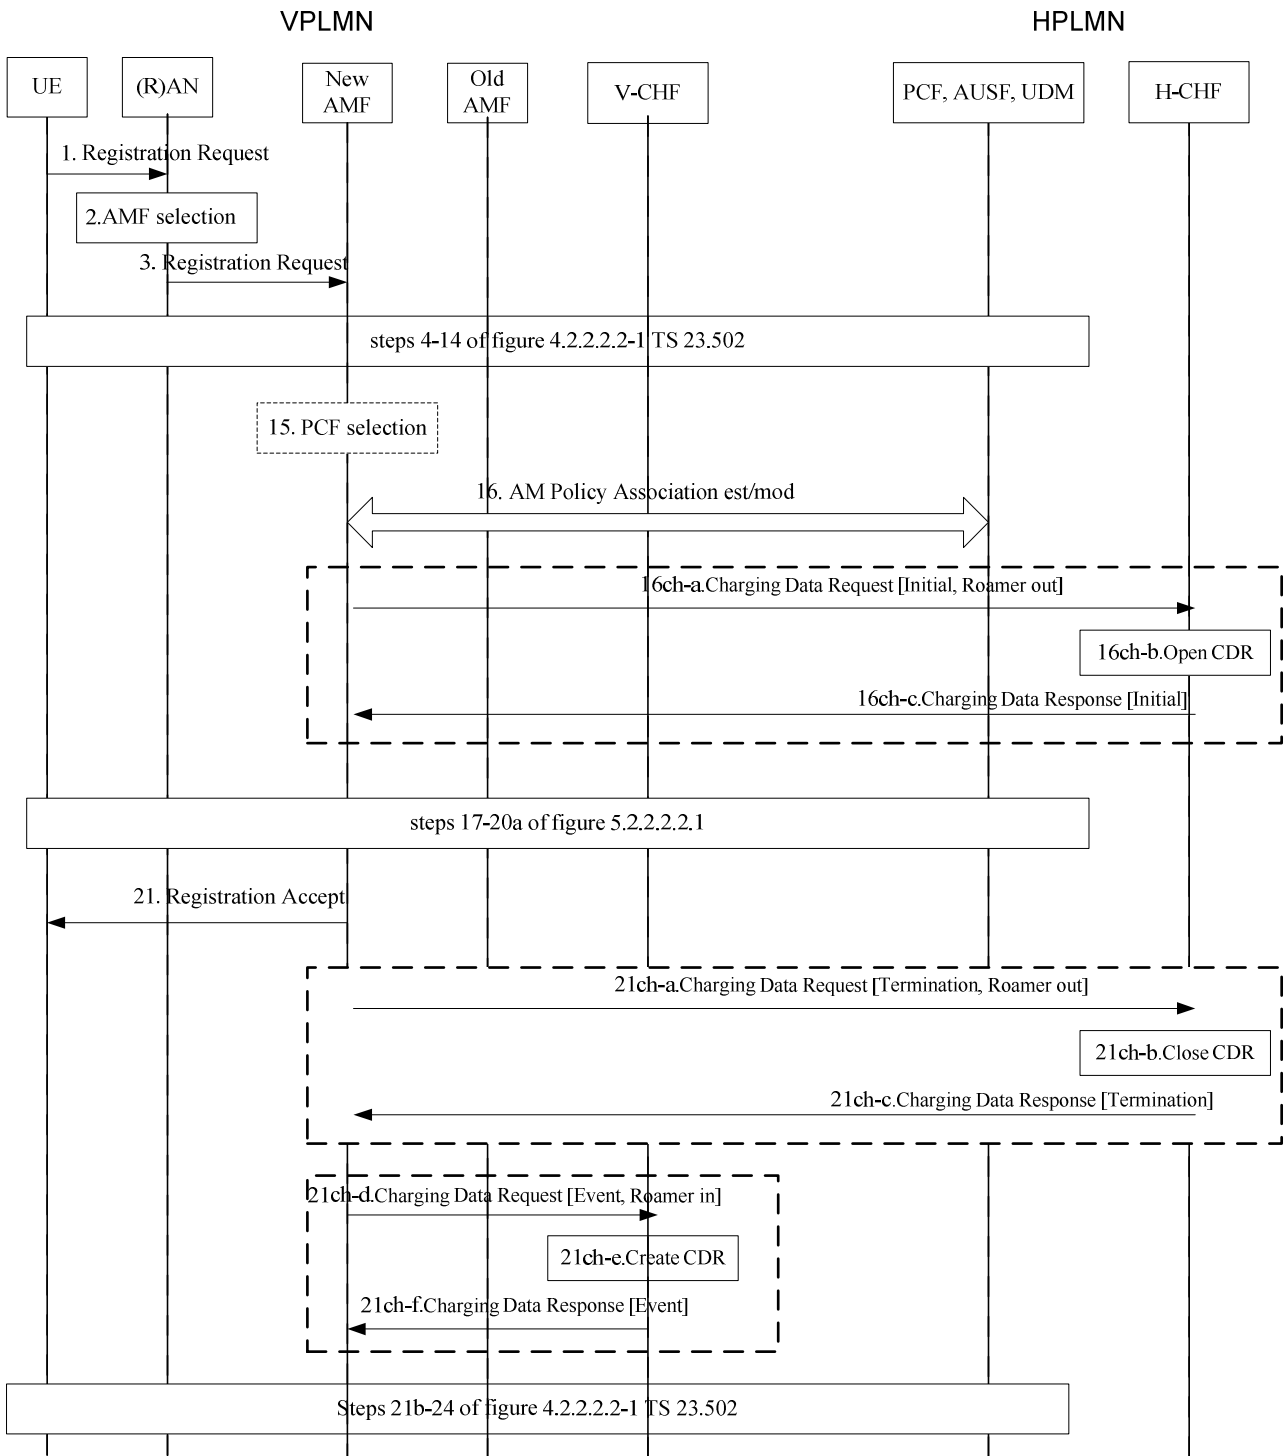 VPLMN
HPLMN
UE
(R)AN
New
AMF
Old
AMF
V-CHF
PCF, AUSF, UDM
H-CHF
1. Registration Request
2.AMF selection
3. Registration Request
steps 4-14 of figure 4.2.2.2.2-1 TS 23.502
15. PCF selection
16. AM Policy Association est/mod
16ch-a.Charging Data Request [Initial, Roamer out]
16ch-b.Open CDR
16ch-c.Charging Data Response [Initial]
steps 17-20a of figure 5.2.2.2.2.1
21. Registration Accept
21ch-a.Charging Data Request [Termination, Roamer out]
21ch-b.Close CDR
21ch-c.Charging Data Response [Termination]
21ch-d.Charging Data Request [Event, Roamer in]
21ch-e.Create CDR
21ch-f.Charging Data Response [Event]
Steps 21b-24 of figure 4.2.2.2.2-1 TS 23.502